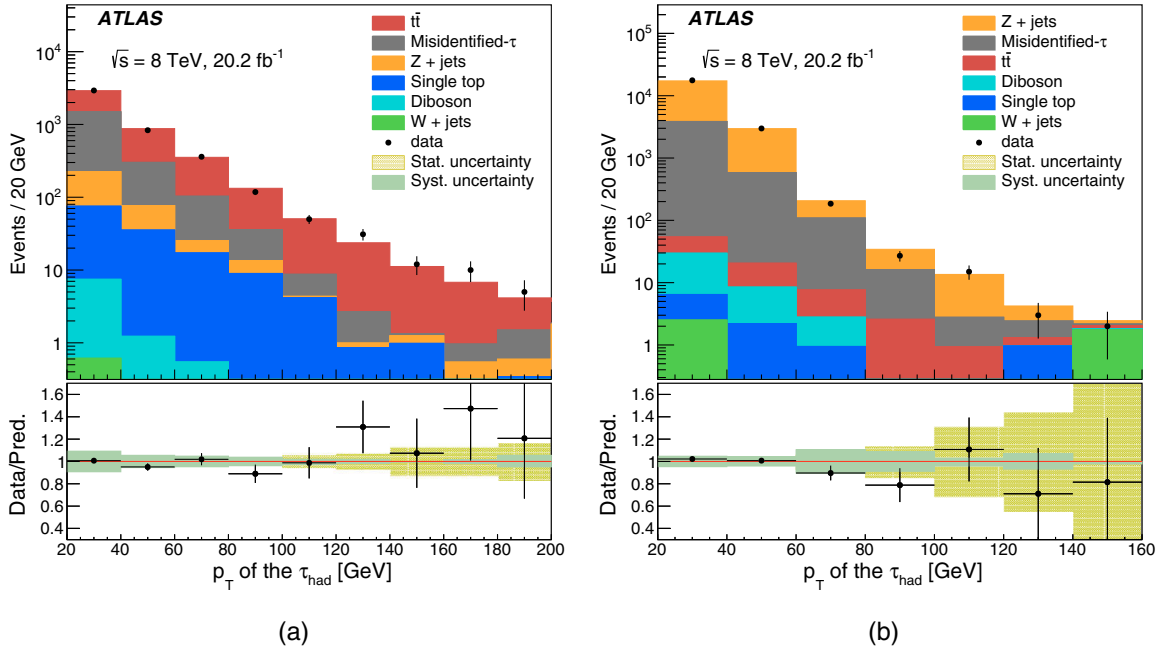 ATLAS
√s = 8 TeV, 20.2 fb⁻¹
tt̄
Misidentified-τ
Z + jets
Single top
Diboson
W + jets
data
Stat. uncertainty
Syst. uncertainty
Events / 20 GeV
10⁴
10³
10²
10
1
Data/Pred.
1.6
1.4
1.2
1
0.8
0.6
0.4
20 40 60 80 100 120 140 160 180 200
p_T of the τ_had [GeV]
(a)
ATLAS
√s = 8 TeV, 20.2 fb⁻¹
Z + jets
Misidentified-τ
tt̄
Diboson
Single top
W + jets
data
Stat. uncertainty
Syst. uncertainty
Events / 20 GeV
10⁵
10⁴
10³
10²
10
1
Data/Pred.
1.6
1.4
1.2
1
0.8
0.6
0.4
20 40 60 80 100 120 140 160
p_T of the τ_had [GeV]
(b)